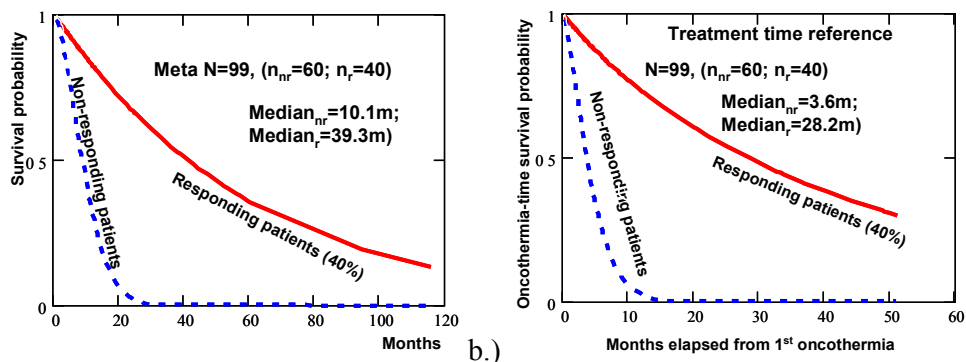 1
0 5
0
Survival probability
Meta N=99, (nnr=60; nr=40)
Mediannr=10.1m;
Medianr=39.3m)
Non-responding patients
Responding patients (40%)
0 20 40 60 80 100 120
Months
b.)
1
0 5
0
Oncothermia-time survival probability
Treatment time reference
N=99, (nnr=60; nr=40)
Mediannr=3.6m;
Medianr=28.2m)
Non-responding patients
Responding patients (40%)
0 10 20 30 40 50 60
Months elapsed from 1st oncothermia